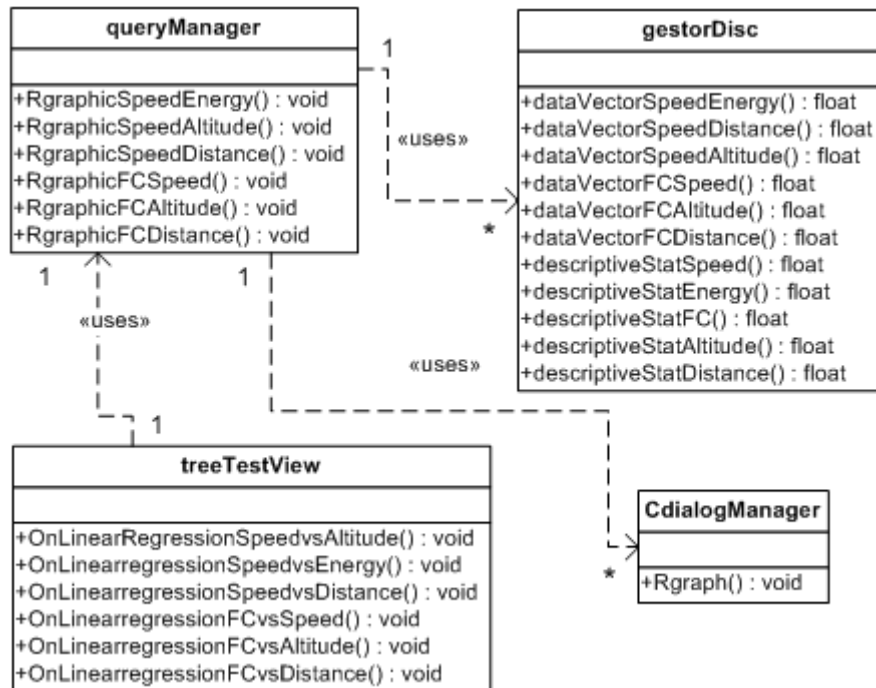 queryManager
+RgraphicSpeedEnergy() : void
+RgraphicSpeedAltitude() : void
+RgraphicSpeedDistance() : void
+RgraphicFCSpeed() : void
+RgraphicFCAltitude() : void
+RgraphicFCDistance() : void
1
«uses»
*
gestorDisc
+dataVectorSpeedEnergy() : float
+dataVectorSpeedDistance() : float
+dataVectorSpeedAltitude() : float
+dataVectorFCSpeed() : float
+dataVectorFCAltitude() : float
+dataVectorFCDistance() : float
+descriptiveStatSpeed() : float
+descriptiveStatEnergy() : float
+descriptiveStatFC() : float
+descriptiveStatAltitude() : float
+descriptiveStatDistance() : float
1
1
«uses»
«uses»
1
*
treeTestView
+OnLinearRegressionSpeedvsAltitude() : void
+OnLinearregressionSpeedvsEnergy() : void
+OnLinearregressionSpeedvsDistance() : void
+OnLinearregressionFCvsSpeed() : void
+OnLinearregressionFCvsAltitude() : void
+OnLinearregressionFCvsDistance() : void
CdialogManager
+Rgraph() : void